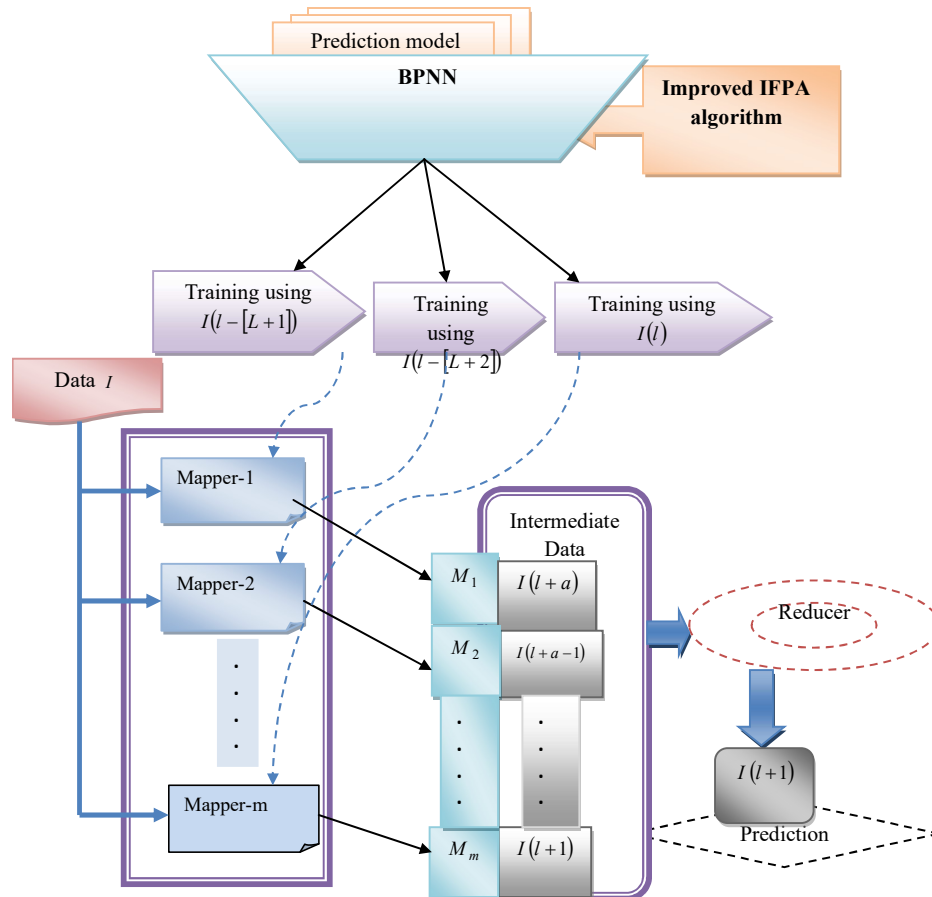 Prediction model
BPNN
Improved IFPA
algorithm
Training using
I(l − [L + 1])
Training
using
I(l − [L + 2])
Training using
I(l)
Data I
Mapper-1
Mapper-2
Mapper-m
Intermediate
Data
M₁
I(l + a)
M₂
I(l + a − 1)
Mₘ
I(l + 1)
Reducer
I(l + 1)
Prediction